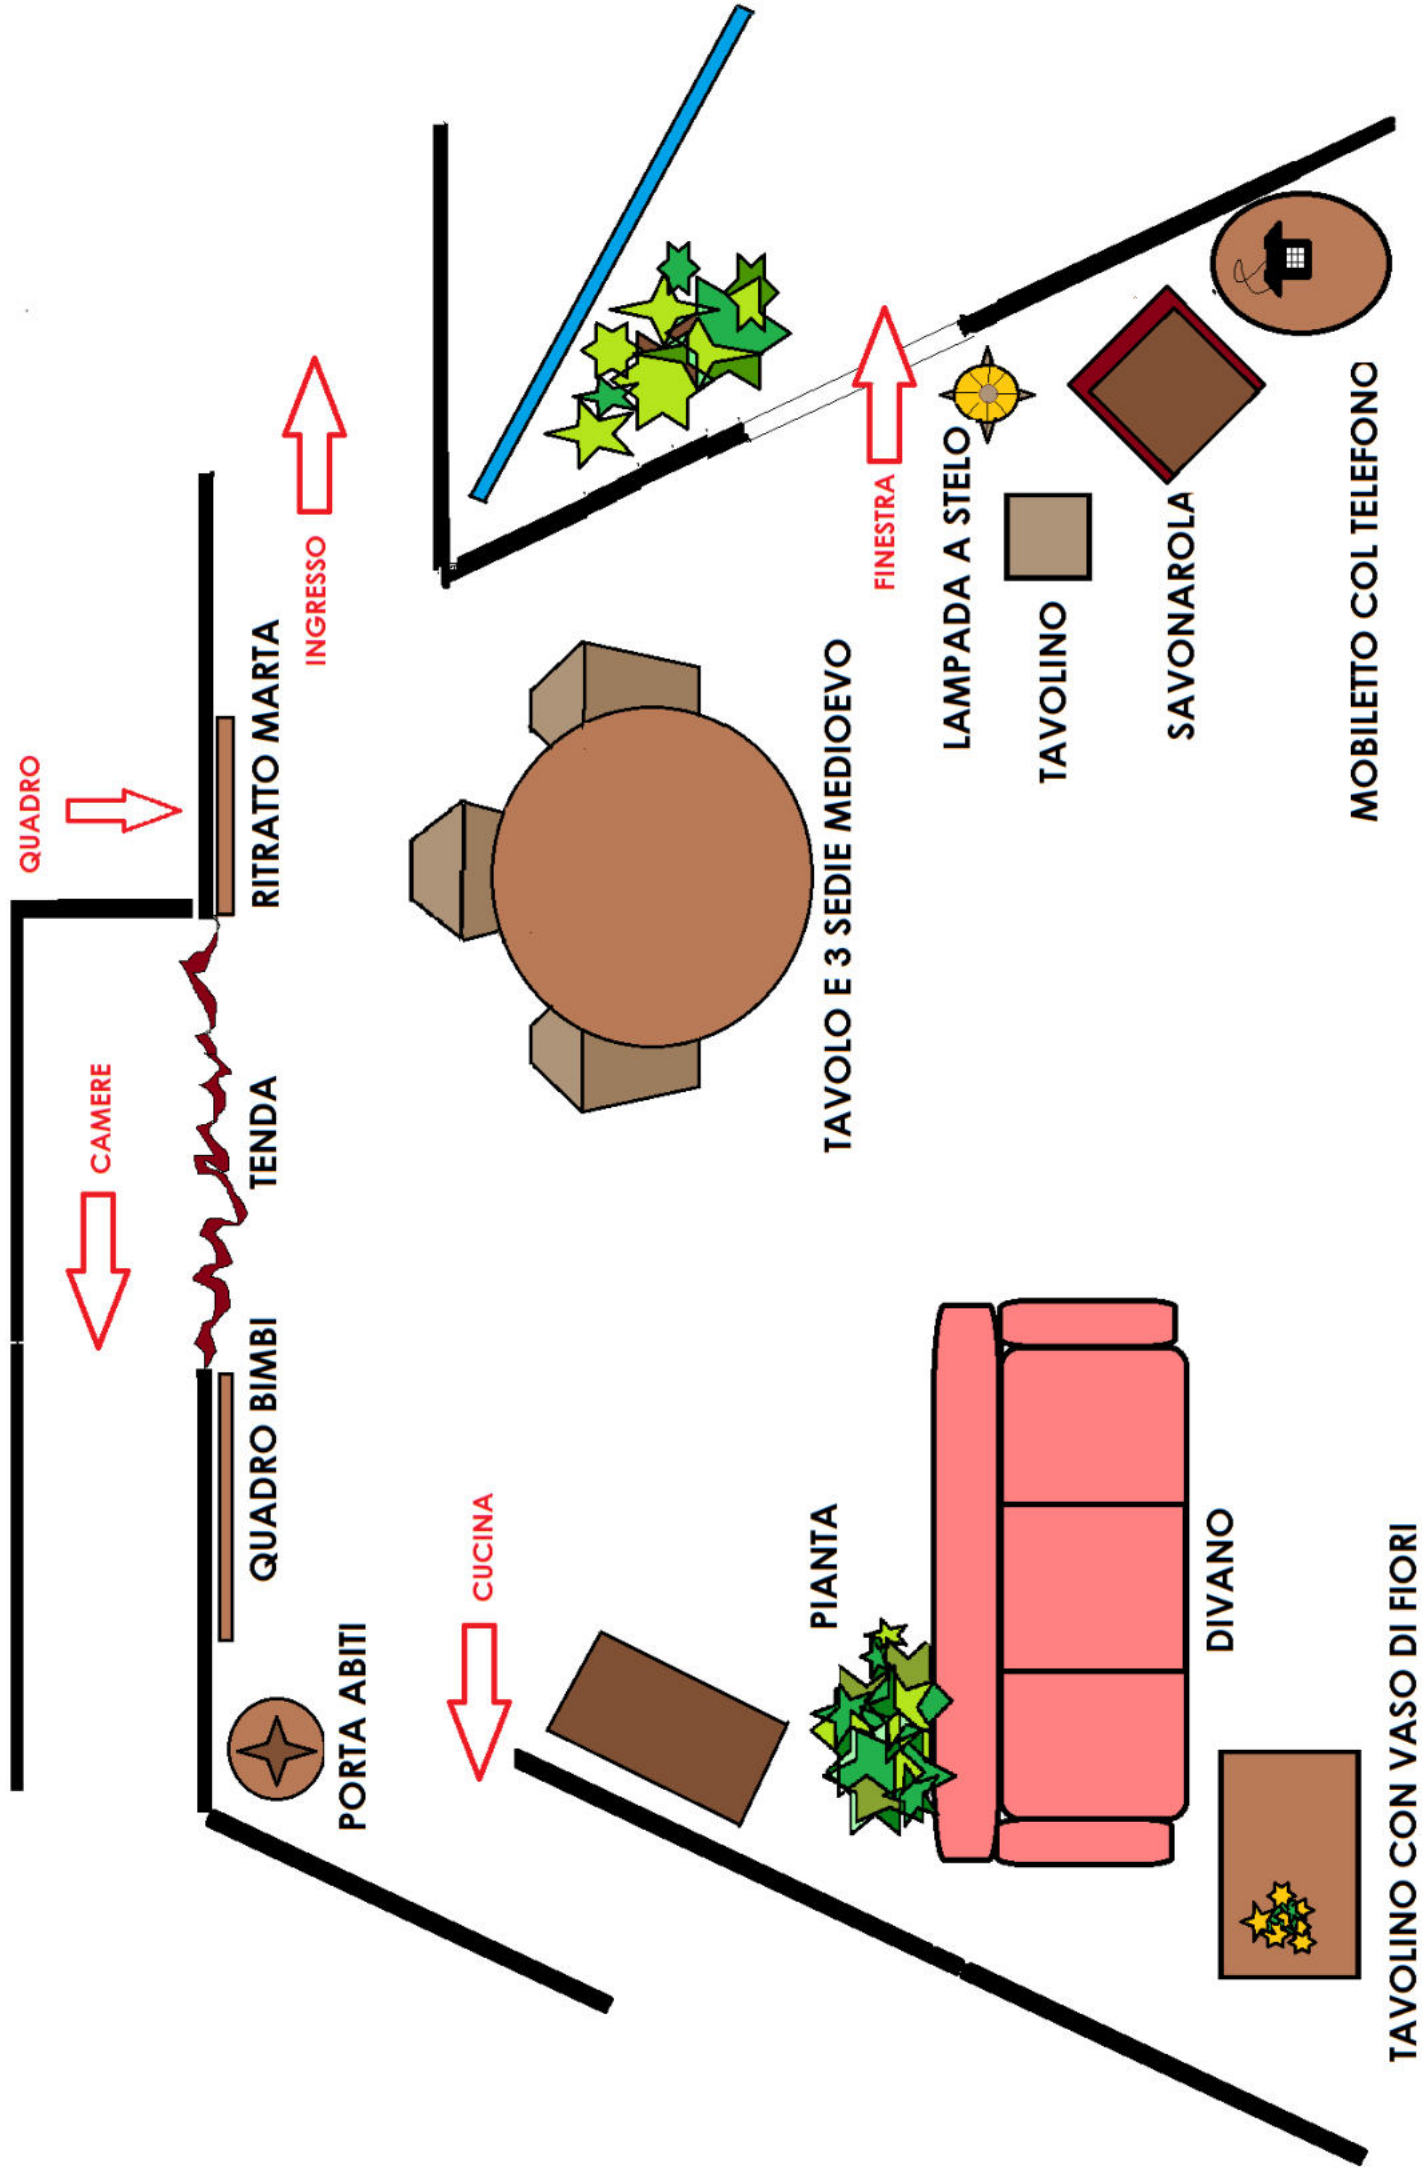 CAMERE
QUADRO
QUADRO BIMBI
TENDA
RITRATTO MARTA
INGRESSO
PORTA ABITI
CUCINA
PIANTA
TAVOLO E 3 SEDIE MEDIOEVO
FINESTRA
LAMPADA A STELO
TAVOLINO
SAVONAROLA
DIVANO
MOBILETTO COL TELEFONO
TAVOLINO CON VASO DI FIORI